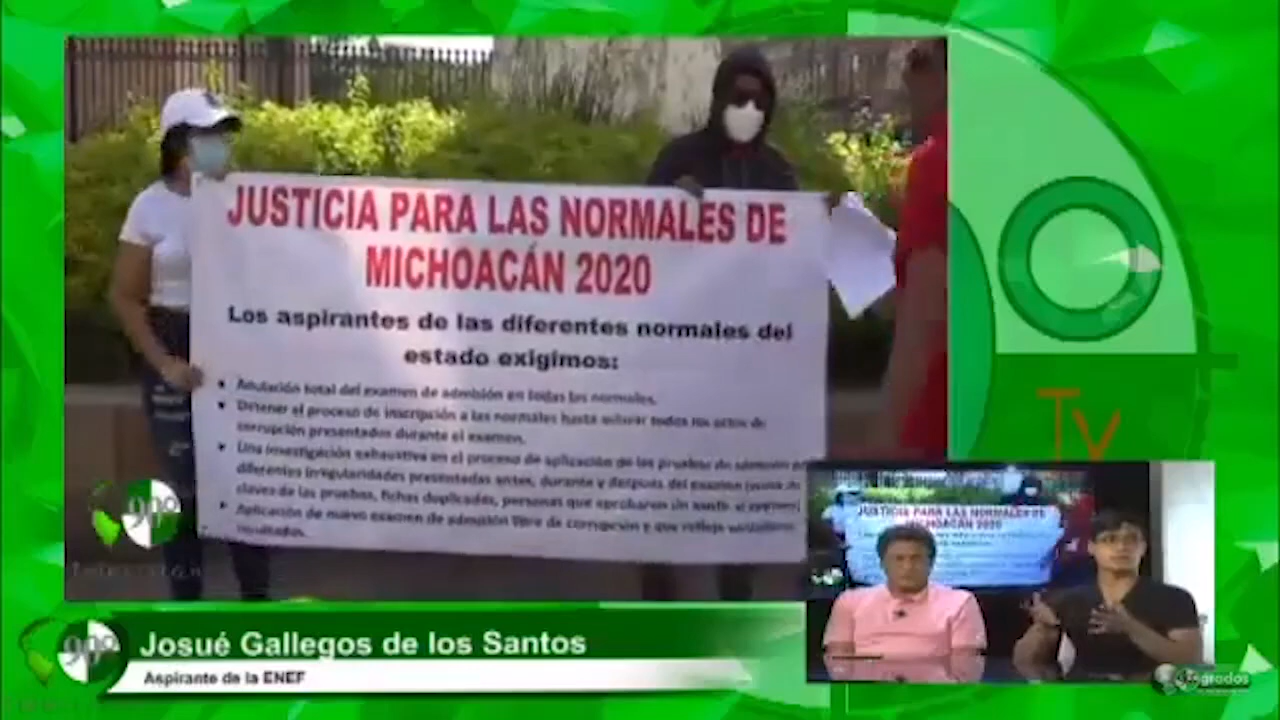 JUSTICIA PARA LAS NORMALES DE
MICHOACÁN 2020
Los aspirantes de las diferentes normales del
estado exigimos:
• Anulación total del examen de admisión en todas las normales.
• Detener el proceso de inscripción a las normales hasta aclarar todos los actos de
corrupción presentados durante el examen.
• Una investigación exhaustiva en el proceso de aplicación de las pruebas de admisión
diferentes irregularidades presentadas antes, durante y después del examen
claves de las pruebas, fichas duplicadas, personas que aprobaron sin
• Aplicación de nuevo examen de admisión libre de corrupción y que refleje
resultados.
Tv
90°
JUSTICIA PARA LAS NORMALES DE
MICHOACÁN 2020
90°
Josué Gallegos de los Santos
Aspirante de la ENEF
grados